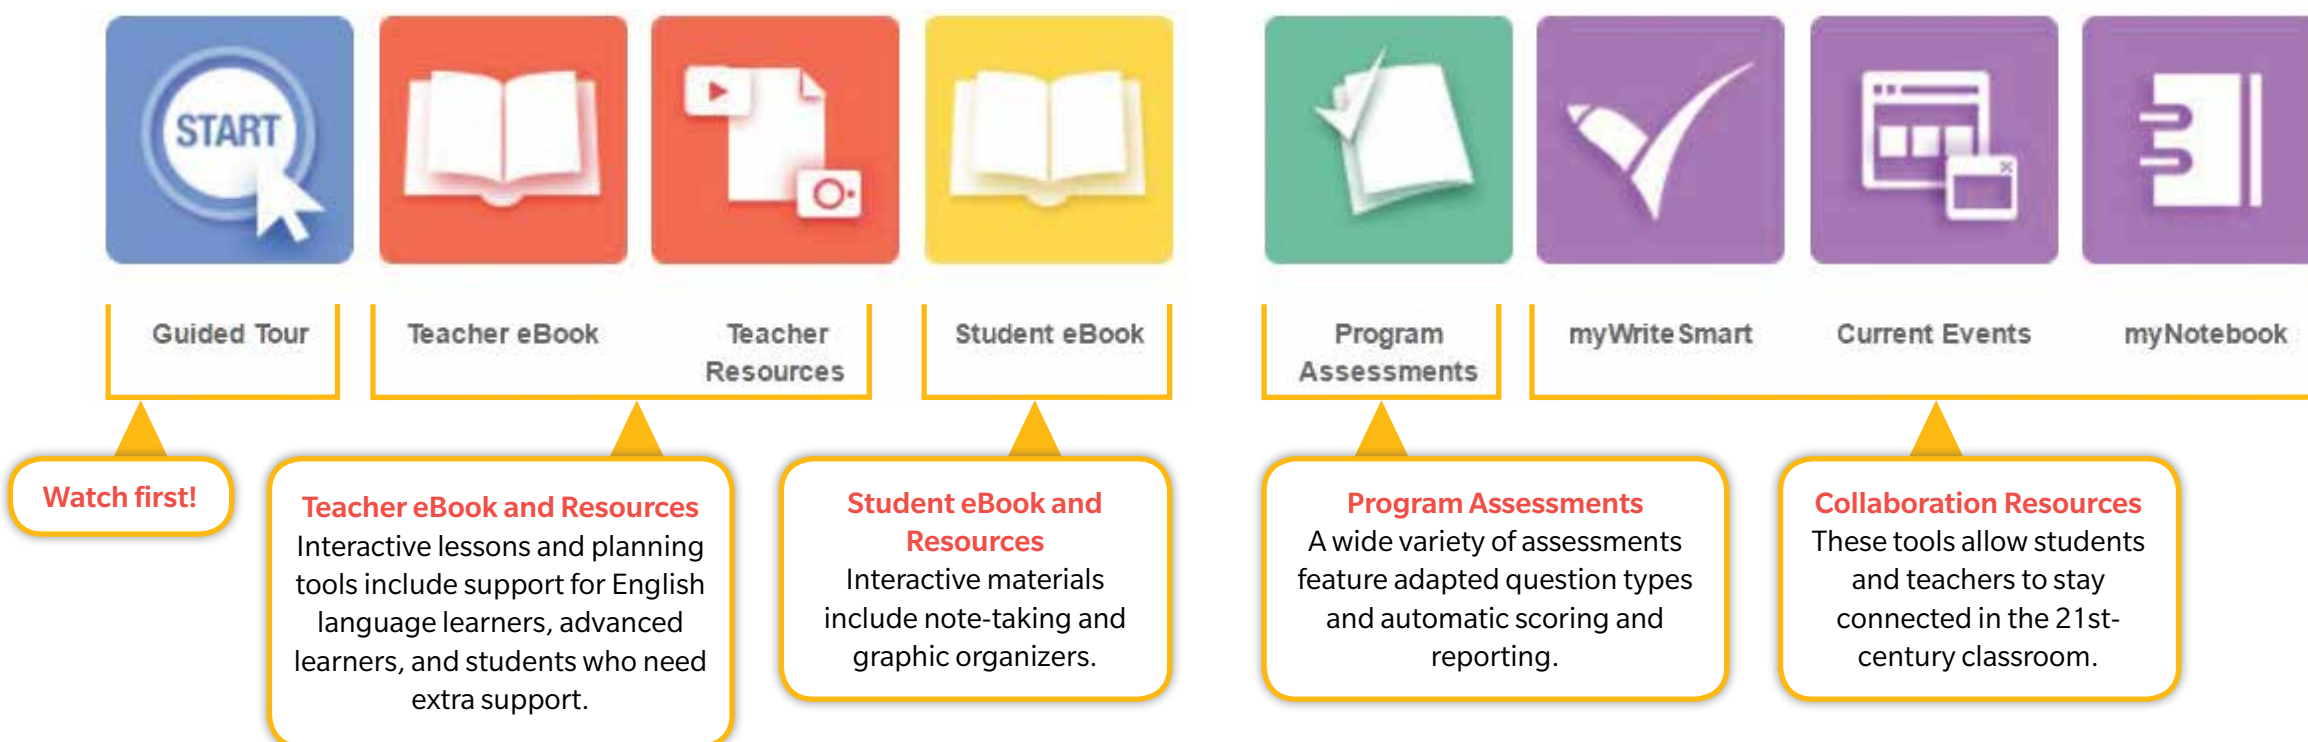 START
Guided Tour
Teacher eBook
Teacher
Resources
Student eBook
Program
Assessments
myWriteSmart
Current Events
myNotebook
Watch first!
Teacher eBook and Resources
Interactive lessons and planning
tools include support for English
language learners, advanced
learners, and students who need
extra support.
Student eBook and
Resources
Interactive materials
include note-taking and
graphic organizers.
Program Assessments
A wide variety of assessments
feature adapted question types
and automatic scoring and
reporting.
Collaboration Resources
These tools allow students
and teachers to stay
connected in the 21st-
century classroom.